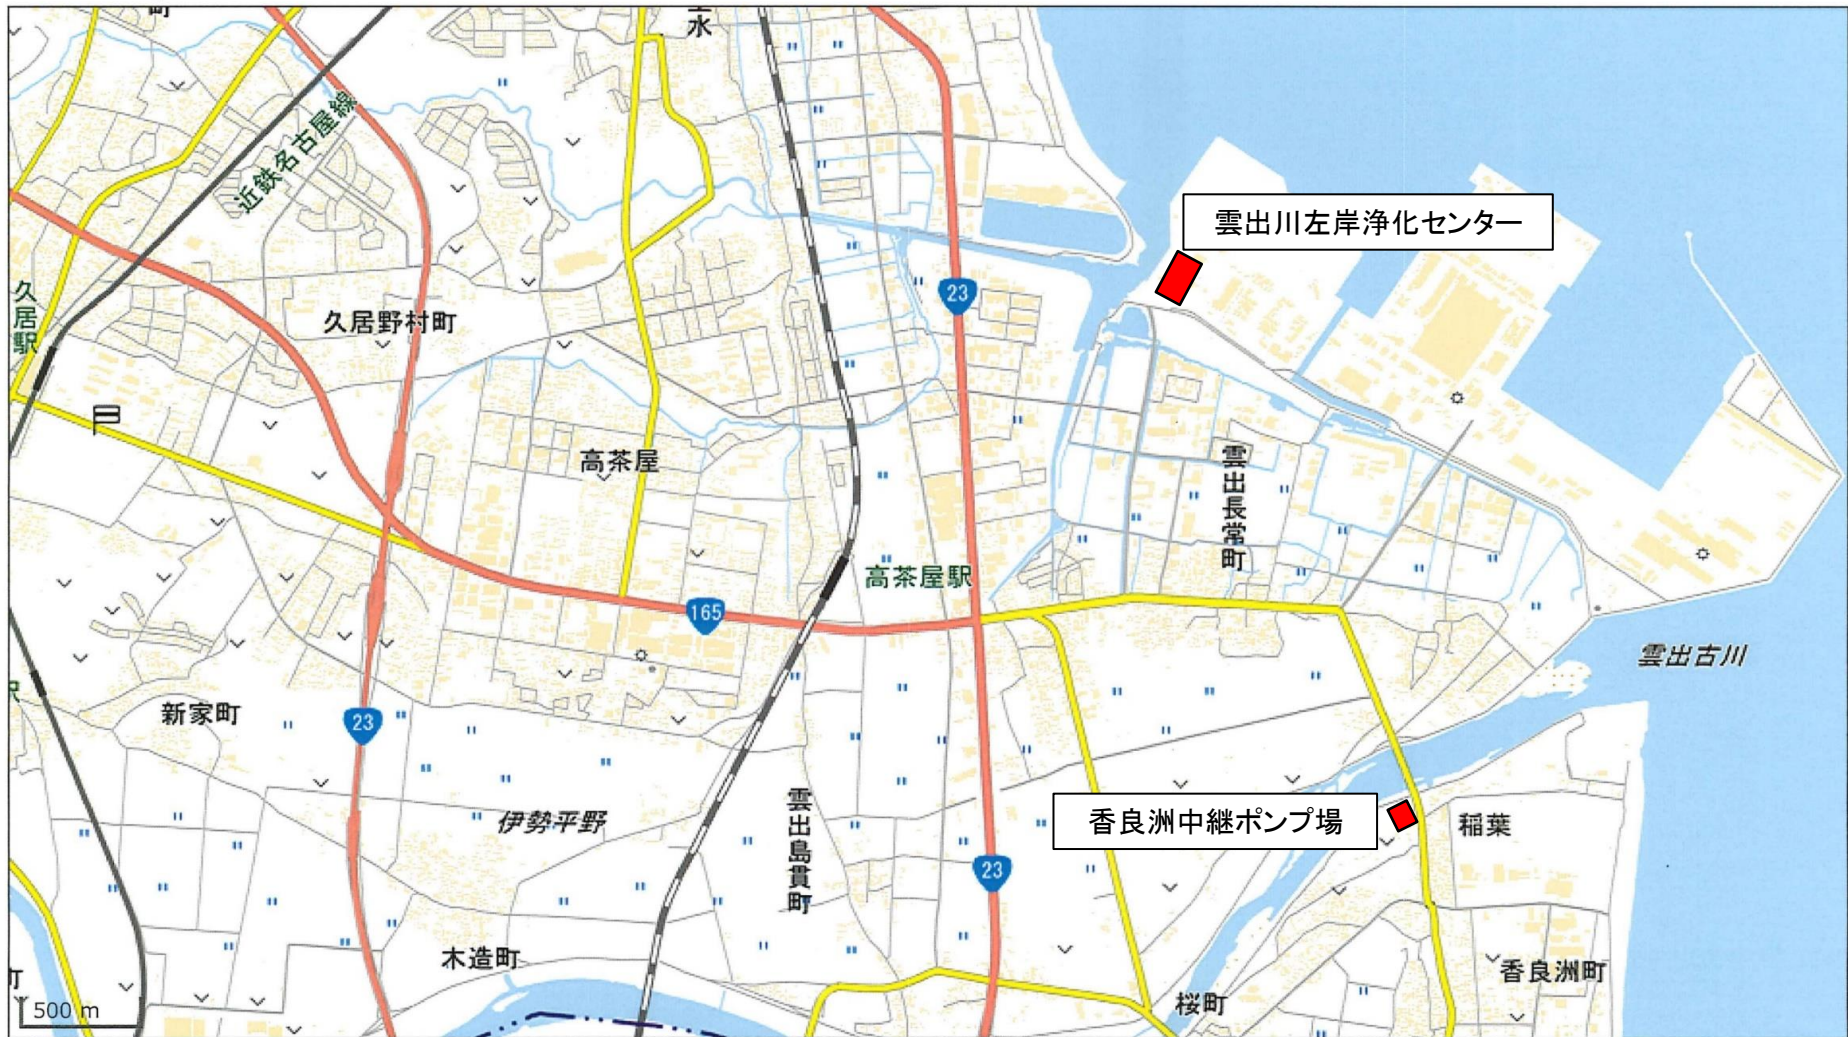 町
水
近鉄名古屋線
雲出川左岸浄化センター
23
久居駅
久居野村町
高茶屋
雲出長常町
高茶屋駅
165
雲出古川
新家町
23
伊勢平野
雲出島貫町
香良洲中継ポンプ場
稲葉
23
木造町
香良洲町
桜町
町
500 m